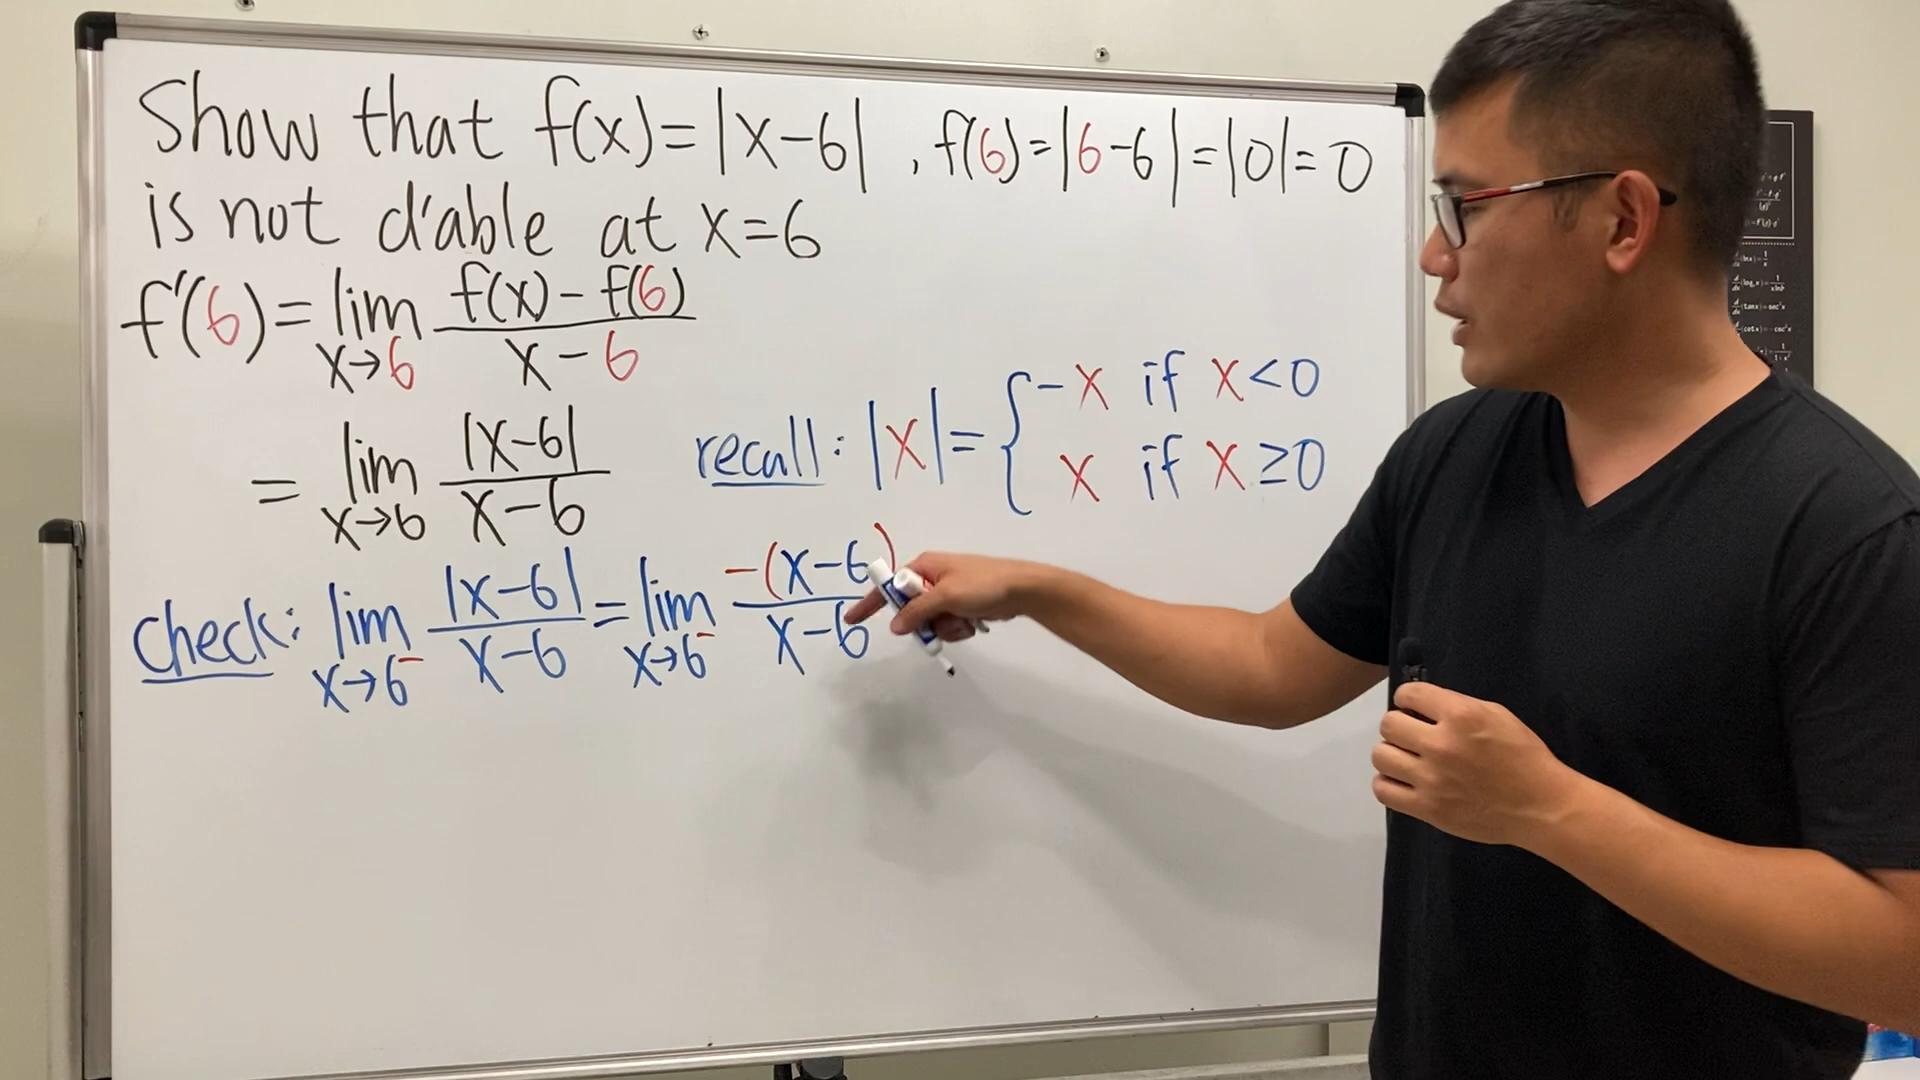 Show that f(x)=|x-6| , f(6)=|6-6|=|0|=0
is not d'able at x=6
f'(6)= lim x→6 f(x)-f(6) / x-6
= lim x→6 |x-6| / x-6
recall: |x|= { -x if x<0
x if x≥0
check: lim x→6⁻ |x-6| / x-6 = lim x→6⁻ -(x-6) / x-6